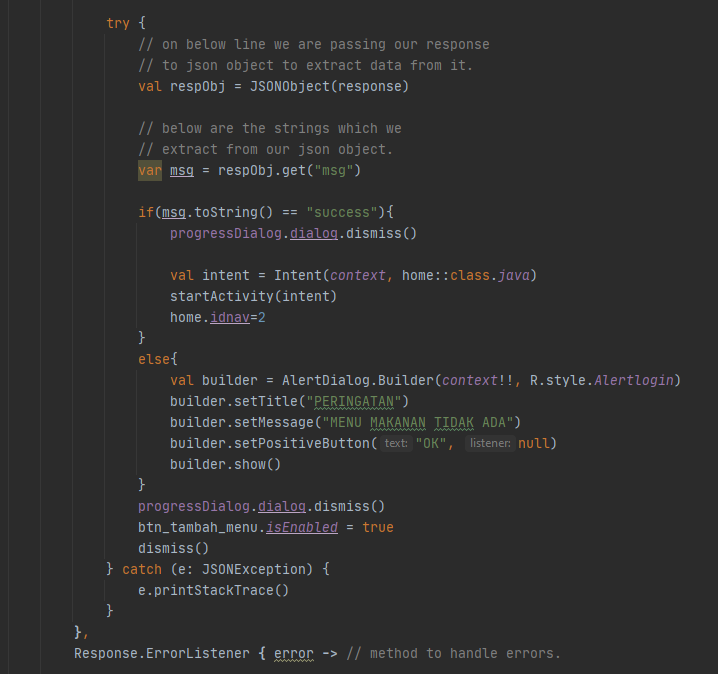 try {
// on below line we are passing our response
// to json object to extract data from it.
val respObj = JSONObject(response)
// below are the strings which we
// extract from our json object.
var msg = respObj.get("msg")
if(msg.toString() == "success"){
progressDialog.dialog.dismiss()
val intent = Intent(context, home::class.java)
startActivity(intent)
home.idnav=2
}
else{
val builder = AlertDialog.Builder(context!!, R.style.Alertlogin)
builder.setTitle("PERINGATAN")
builder.setMessage("MENU MAKANAN TIDAK ADA")
builder.setPositiveButton( text: "OK", listener: null)
builder.show()
}
progressDialog.dialog.dismiss()
btn_tambah_menu.isEnabled = true
dismiss()
} catch (e: JSONException) {
e.printStackTrace()
}
},
Response.ErrorListener { error -> // method to handle errors.